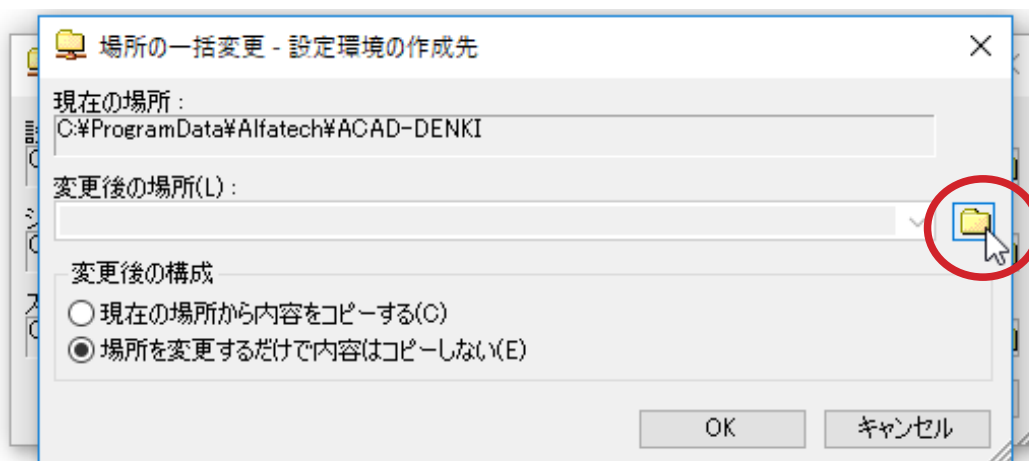 場所の一括変更 - 設定環境の作成先
現在の場所 :
C:¥ProgramData¥Alfatech¥ACAD-DENKI
変更後の場所(L) :
変更後の構成
現在の場所から内容をコピーする(C)
場所を変更するだけで内容はコピーしない(E)
OK
キャンセル